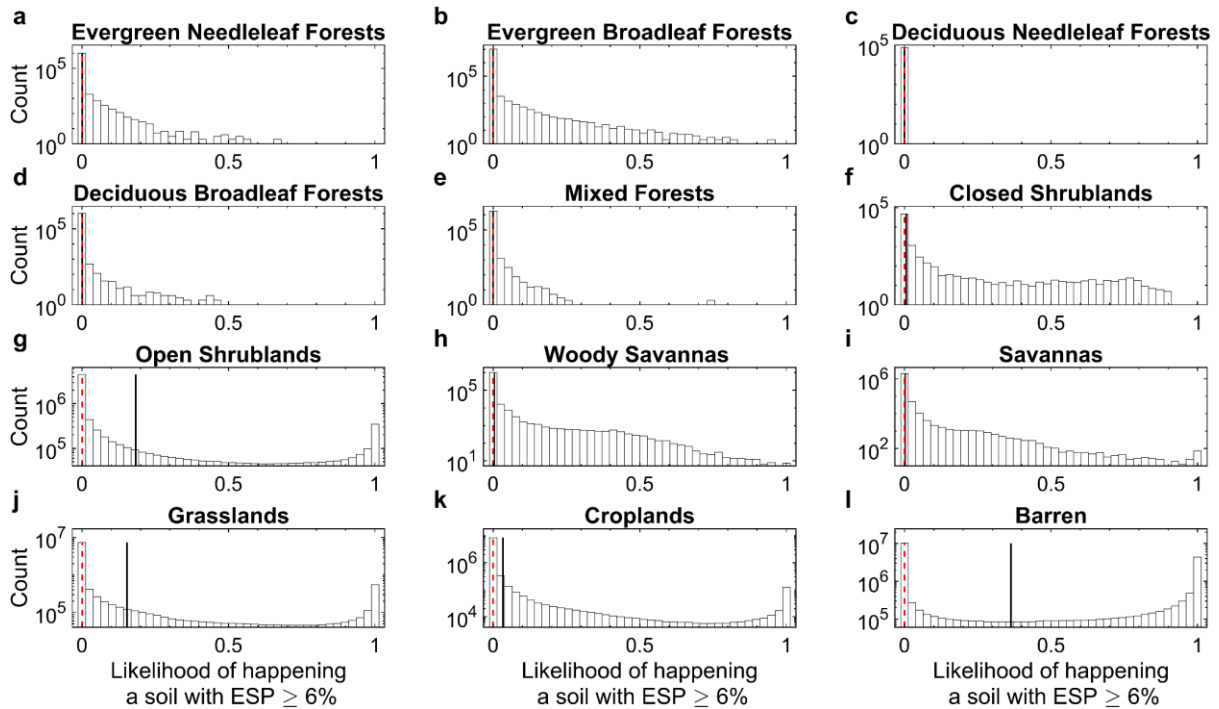 a b c
Evergreen Needleleaf Forests Evergreen Broadleaf Forests Deciduous Needleleaf Forests
Count
10^5 10^5 10^5
10^0 10^0 10^0
0 0.5 1 0 0.5 1 0 0.5 1
d e f
Deciduous Broadleaf Forests Mixed Forests Closed Shrublands
Count
10^5 10^5 10^5
10^0 10^0 10^0
0 0.5 1 0 0.5 1 0 0.5 1
g h i
Open Shrublands Woody Savannas Savannas
Count
10^6 10^6 10^6
10^5 10^1 10^2
0 0.5 1 0 0.5 1 0 0.5 1
j k l
Grasslands Croplands Barren
Count
10^7 10^6 10^7
10^6
10^5 10^4 10^5
0 0.5 1 0 0.5 1 0 0.5 1
Likelihood of happening Likelihood of happening Likelihood of happening
a soil with ESP ≥ 6% a soil with ESP ≥ 6% a soil with ESP ≥ 6%